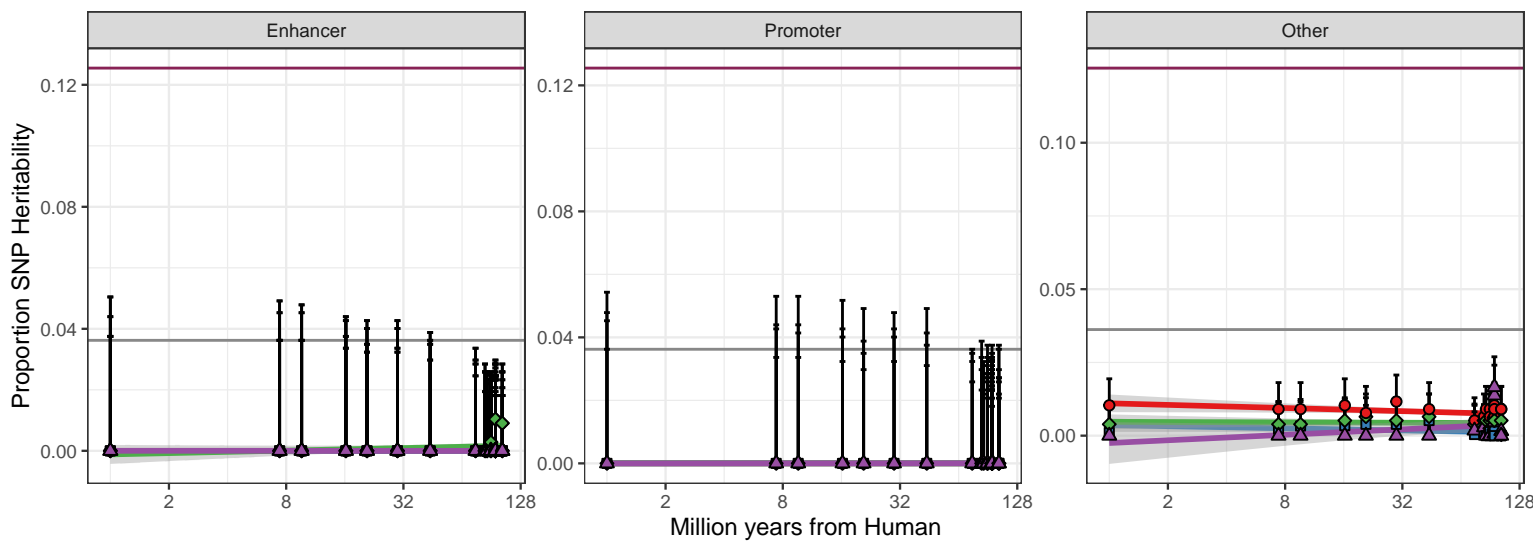 Enhancer
Promoter
Other
Proportion SNP Heritability
0.12
0.08
0.04
0.00
0.12
0.08
0.04
0.00
0.10
0.05
0.00
2 8 32 128
2 8 32 128
2 8 32 128
Million years from Human